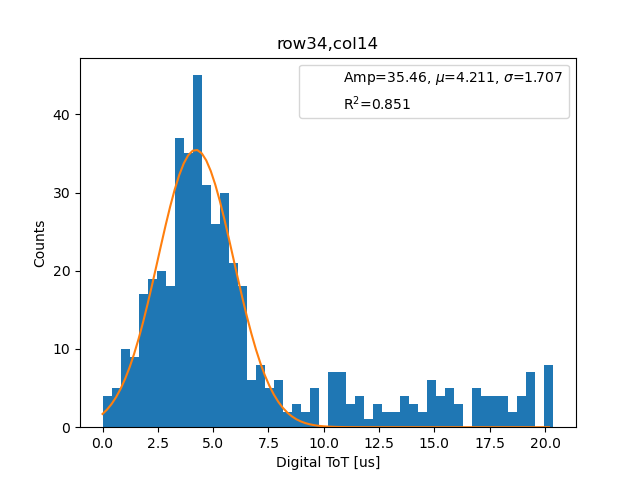 row34,col14
Amp=35.46, μ=4.211, σ=1.707
R²=0.851
40
30
20
10
0
Counts
0.0 2.5 5.0 7.5 10.0 12.5 15.0 17.5 20.0
Digital ToT [us]